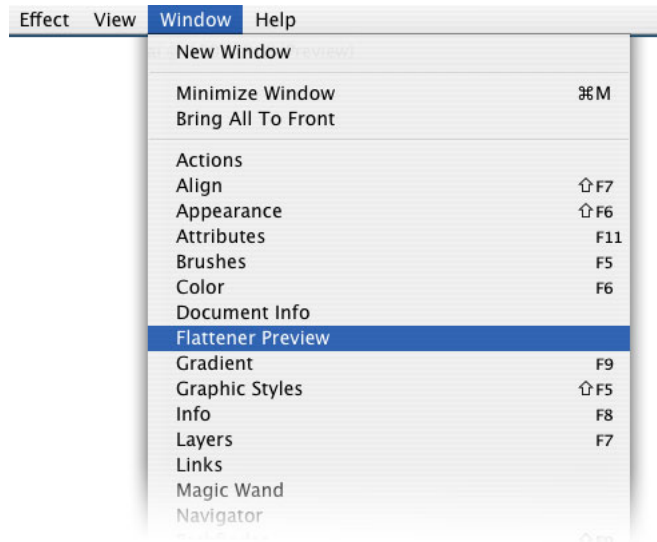 Effect View Window Help
New Window
Minimize Window ⌘M
Bring All To Front
Actions
Align ⇧F7
Appearance ⇧F6
Attributes F11
Brushes F5
Color F6
Document Info
Flattener Preview
Gradient F9
Graphic Styles ⇧F5
Info F8
Layers F7
Links
Magic Wand
Navigator